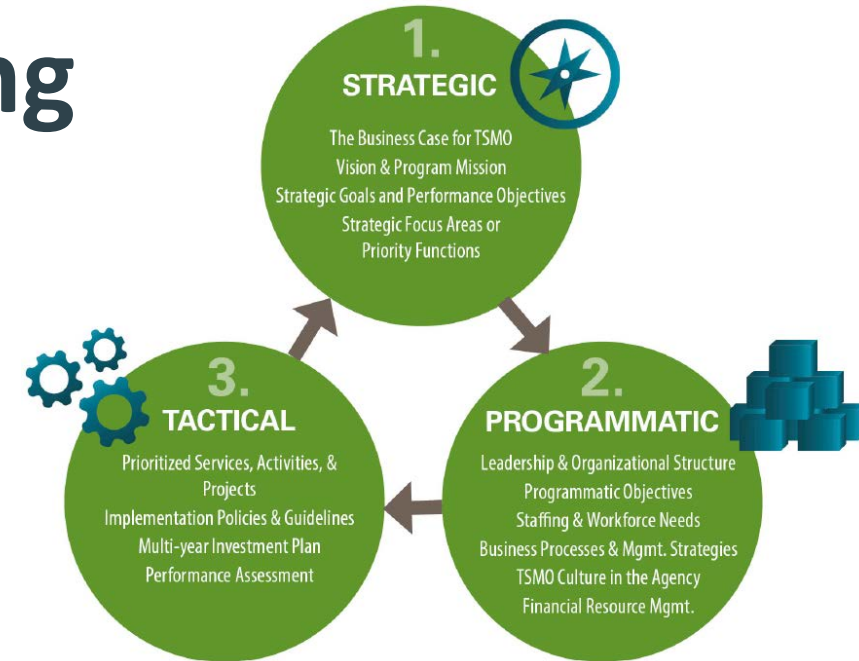 ng
1.
STRATEGIC
The Business Case for TSMO
Vision & Program Mission
Strategic Goals and Performance Objectives
Strategic Focus Areas or
Priority Functions
2.
PROGRAMMATIC
Leadership & Organizational Structure
Programmatic Objectives
Staffing & Workforce Needs
Business Processes & Mgmt. Strategies
TSMO Culture in the Agency
Financial Resource Mgmt.
3.
TACTICAL
Prioritized Services, Activities, &
Projects
Implementation Policies & Guidelines
Multi-year Investment Plan
Performance Assessment